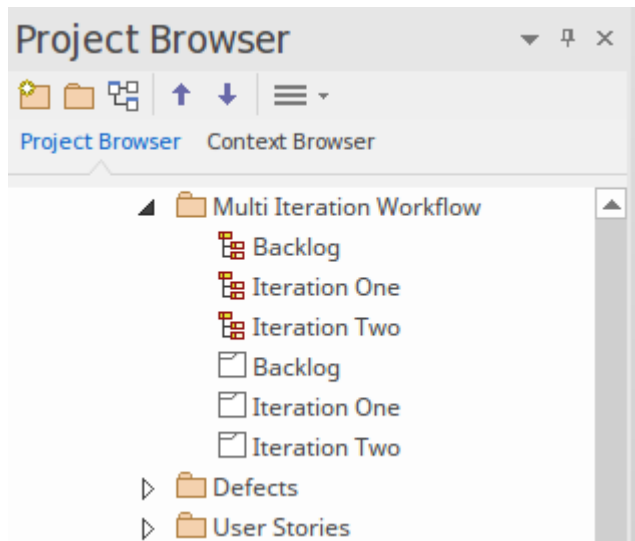 Project Browser
Project Browser Context Browser
Multi Iteration Workflow
Backlog
Iteration One
Iteration Two
Backlog
Iteration One
Iteration Two
Defects
User Stories